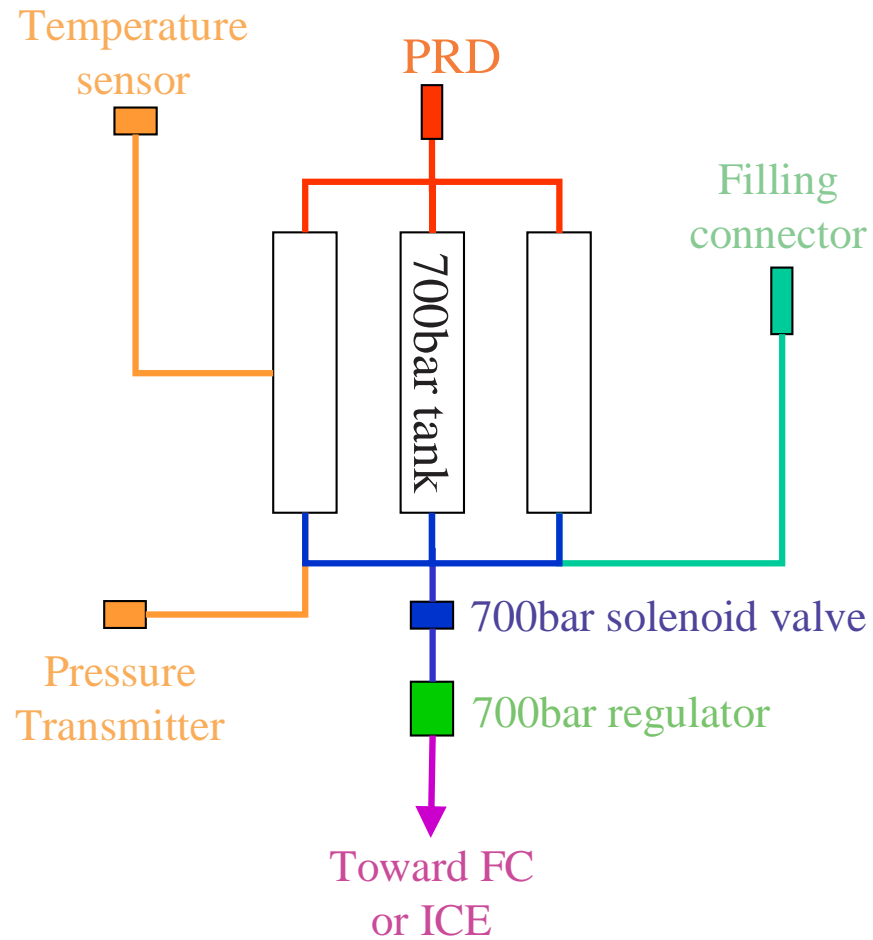 Temperature
sensor
PRD
Filling
connector
700bar tank
700bar solenoid valve
Pressure
Transmitter
700bar regulator
Toward FC
or ICE